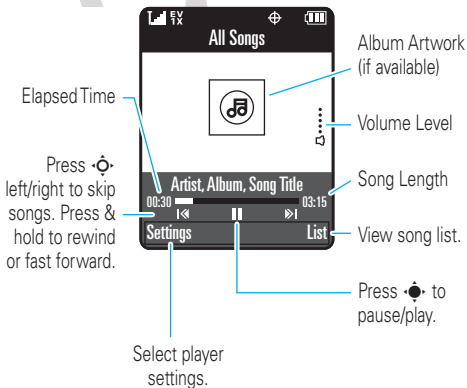 EV
1X
All Songs
Album Artwork
(if available)
Elapsed Time
Volume Level
Press
left/right to skip
songs. Press &
hold to rewind
or fast forward.
Artist, Album, Song Title
00:30
03:15
Song Length
Settings
List
View song list.
Press to
pause/play.
Select player
settings.